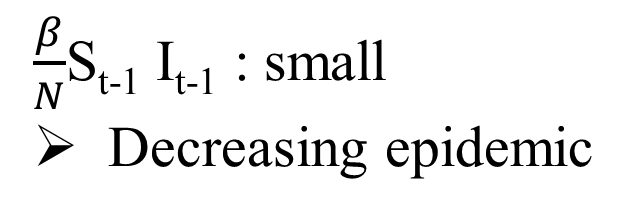 β/N S_{t-1} I_{t-1} : small
➢ Decreasing epidemic